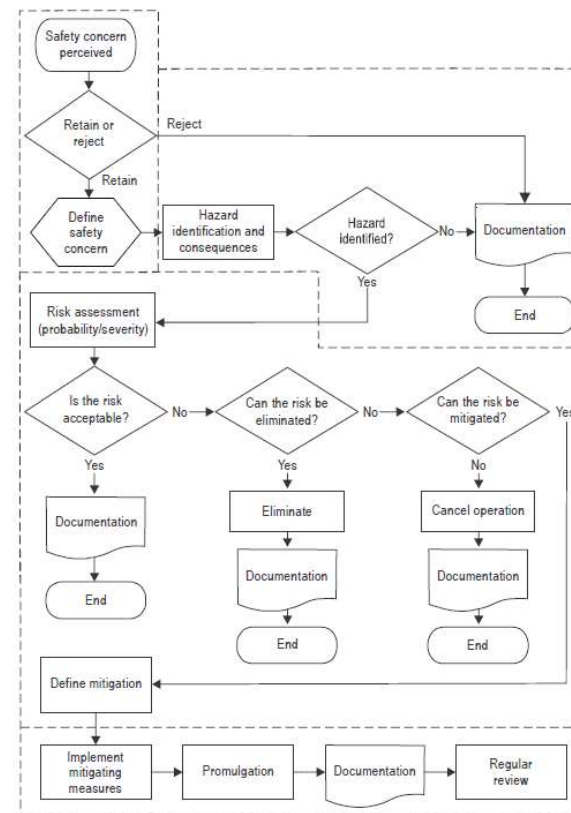 Safety concern
perceived
Retain or
reject
Reject
Retain
Define
safety
concern
Hazard
identification and
consequences
Hazard
identified?
No
Documentation
Yes
End
Risk assessment
(probability/severity)
Is the risk
acceptable?
No
Can the risk be
eliminated?
No
Can the risk be
mitigated?
Yes
Yes
Yes
No
Documentation
Eliminate
Cancel operation
Documentation
Documentation
End
End
End
Define mitigation
Implement
mitigating
measures
Promulgation
Documentation
Regular
review